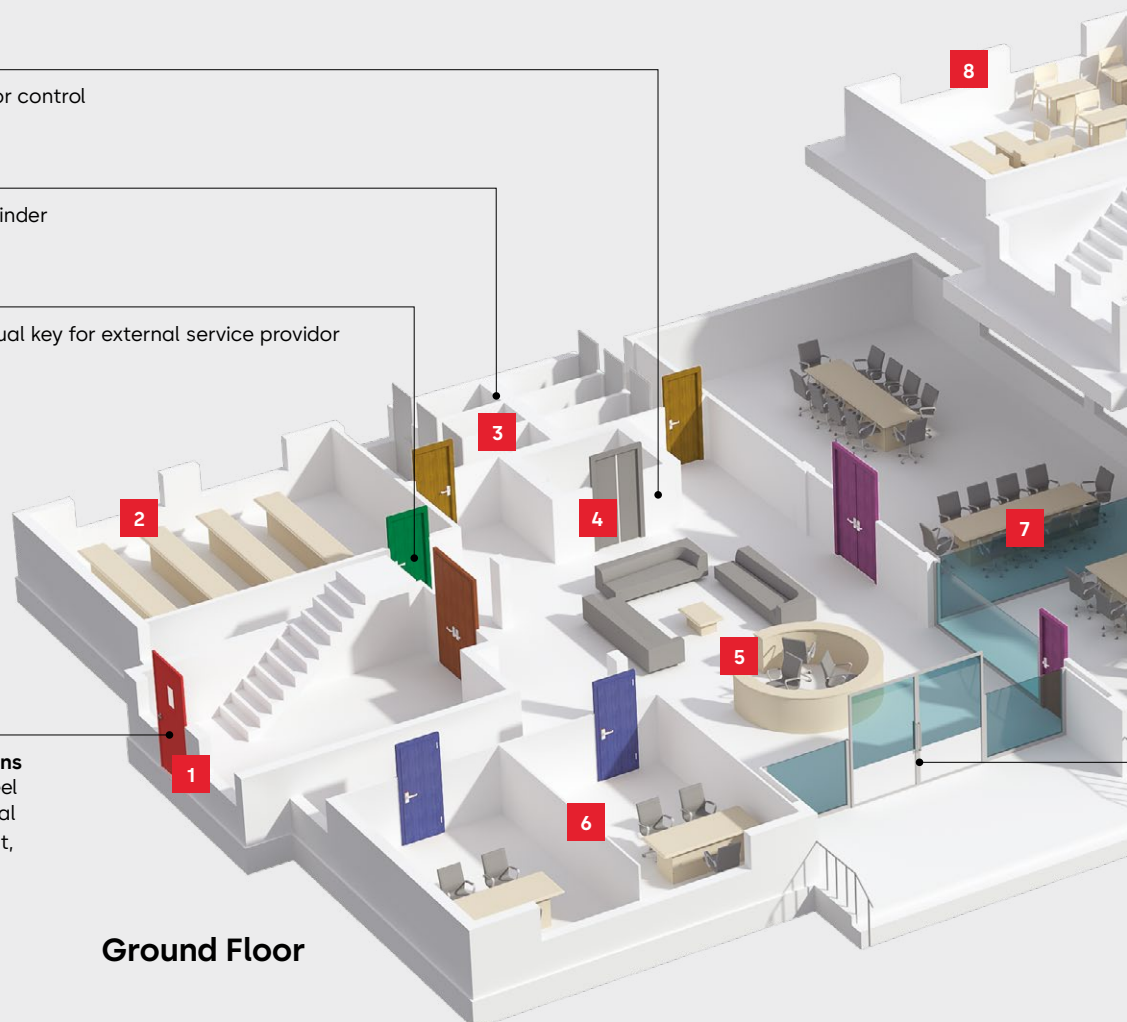 or control
inder
ual key for external service providor
ns
el
al
t,
Ground Floor
8
2
3
4
7
5
1
6